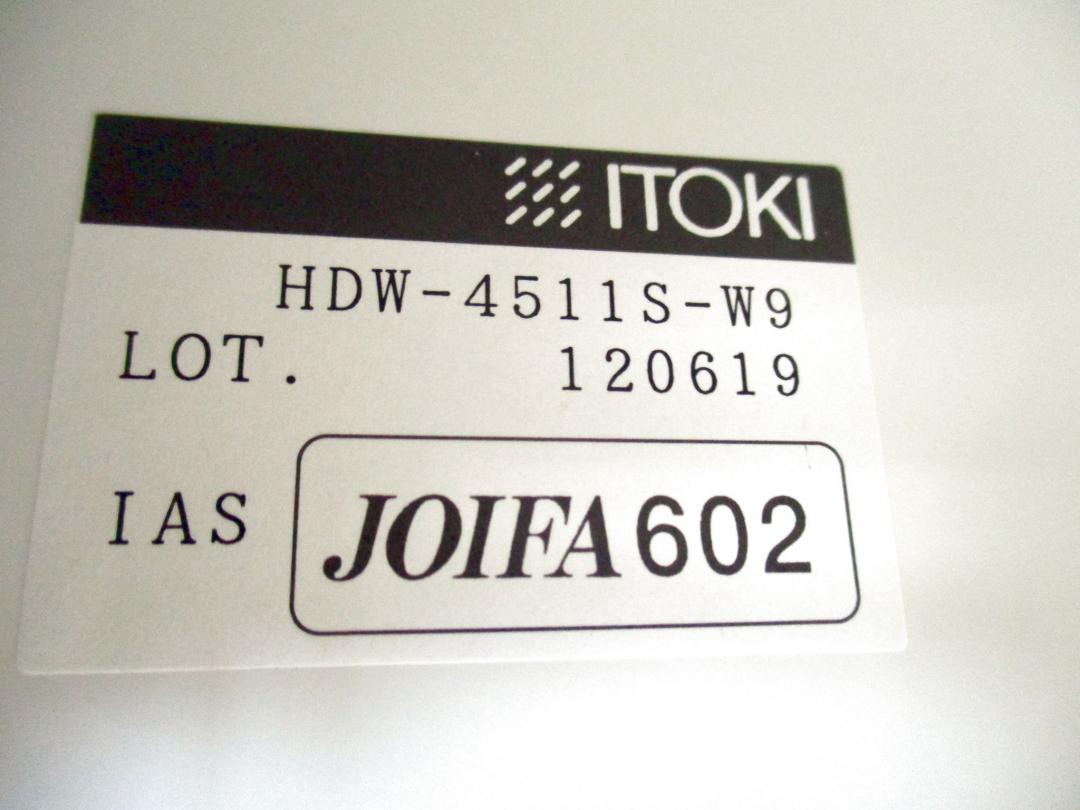 ITOKI
HDW-4511S-W9
LOT. 120619
IAS JOIFA602